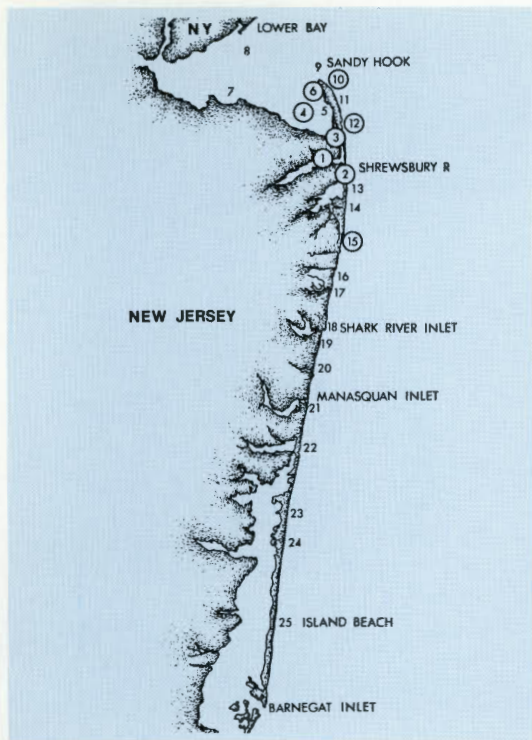 NY LOWER BAY
8
9 SANDY HOOK
10
7
6
11
4 5
12
3
1
2 SHREWSBURY R
13
14
15
16
17
NEW JERSEY
18 SHARK RIVER INLET
19
20
MANASQUAN INLET
21
22
23
24
25 ISLAND BEACH
BARNEGAT INLET